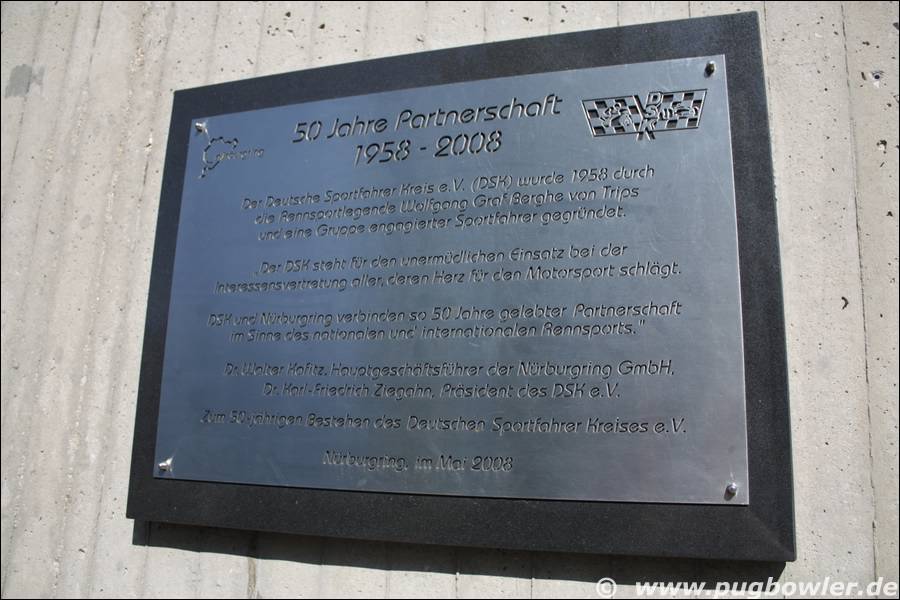 50 Jahre Partnerschaft
1958 - 2008
Der Deutsche Sportfahrer Kreis e.V. (DSK) wurde 1958 durch
die Rennsportlegende Wolfgang Graf Berghe von Trips
und eine Gruppe engagierter Sportfahrer gegründet.
„Der DSK steht für den unermüdlichen Einsatz bei der
Interessensvertretung aller, deren Herz für den Motorsport schlägt.
DSK und Nürburgring verbinden so 50 Jahre gelebter Partnerschaft
im Sinne des nationalen und internationalen Rennsports."
Dr. Walter Kafitz, Hauptgeschäftsführer der Nürburgring GmbH,
Dr. Karl-Friedrich Ziegahn, Präsident des DSK e.V.
Zum 50-jährigen Bestehen des Deutschen Sportfahrer Kreises e.V.
Nürburgring, im Mai 2008
© www.pugbowler.de